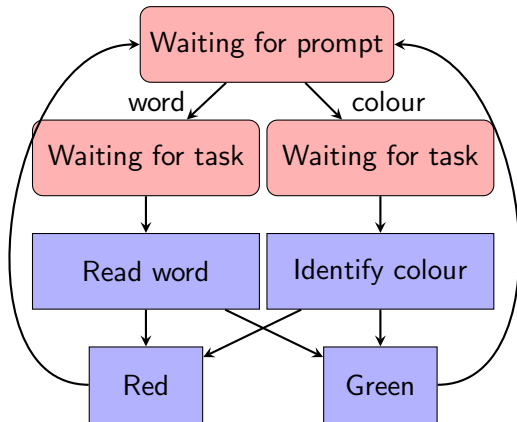 Waiting for prompt
word
colour
Waiting for task
Waiting for task
Read word
Identify colour
Red
Green